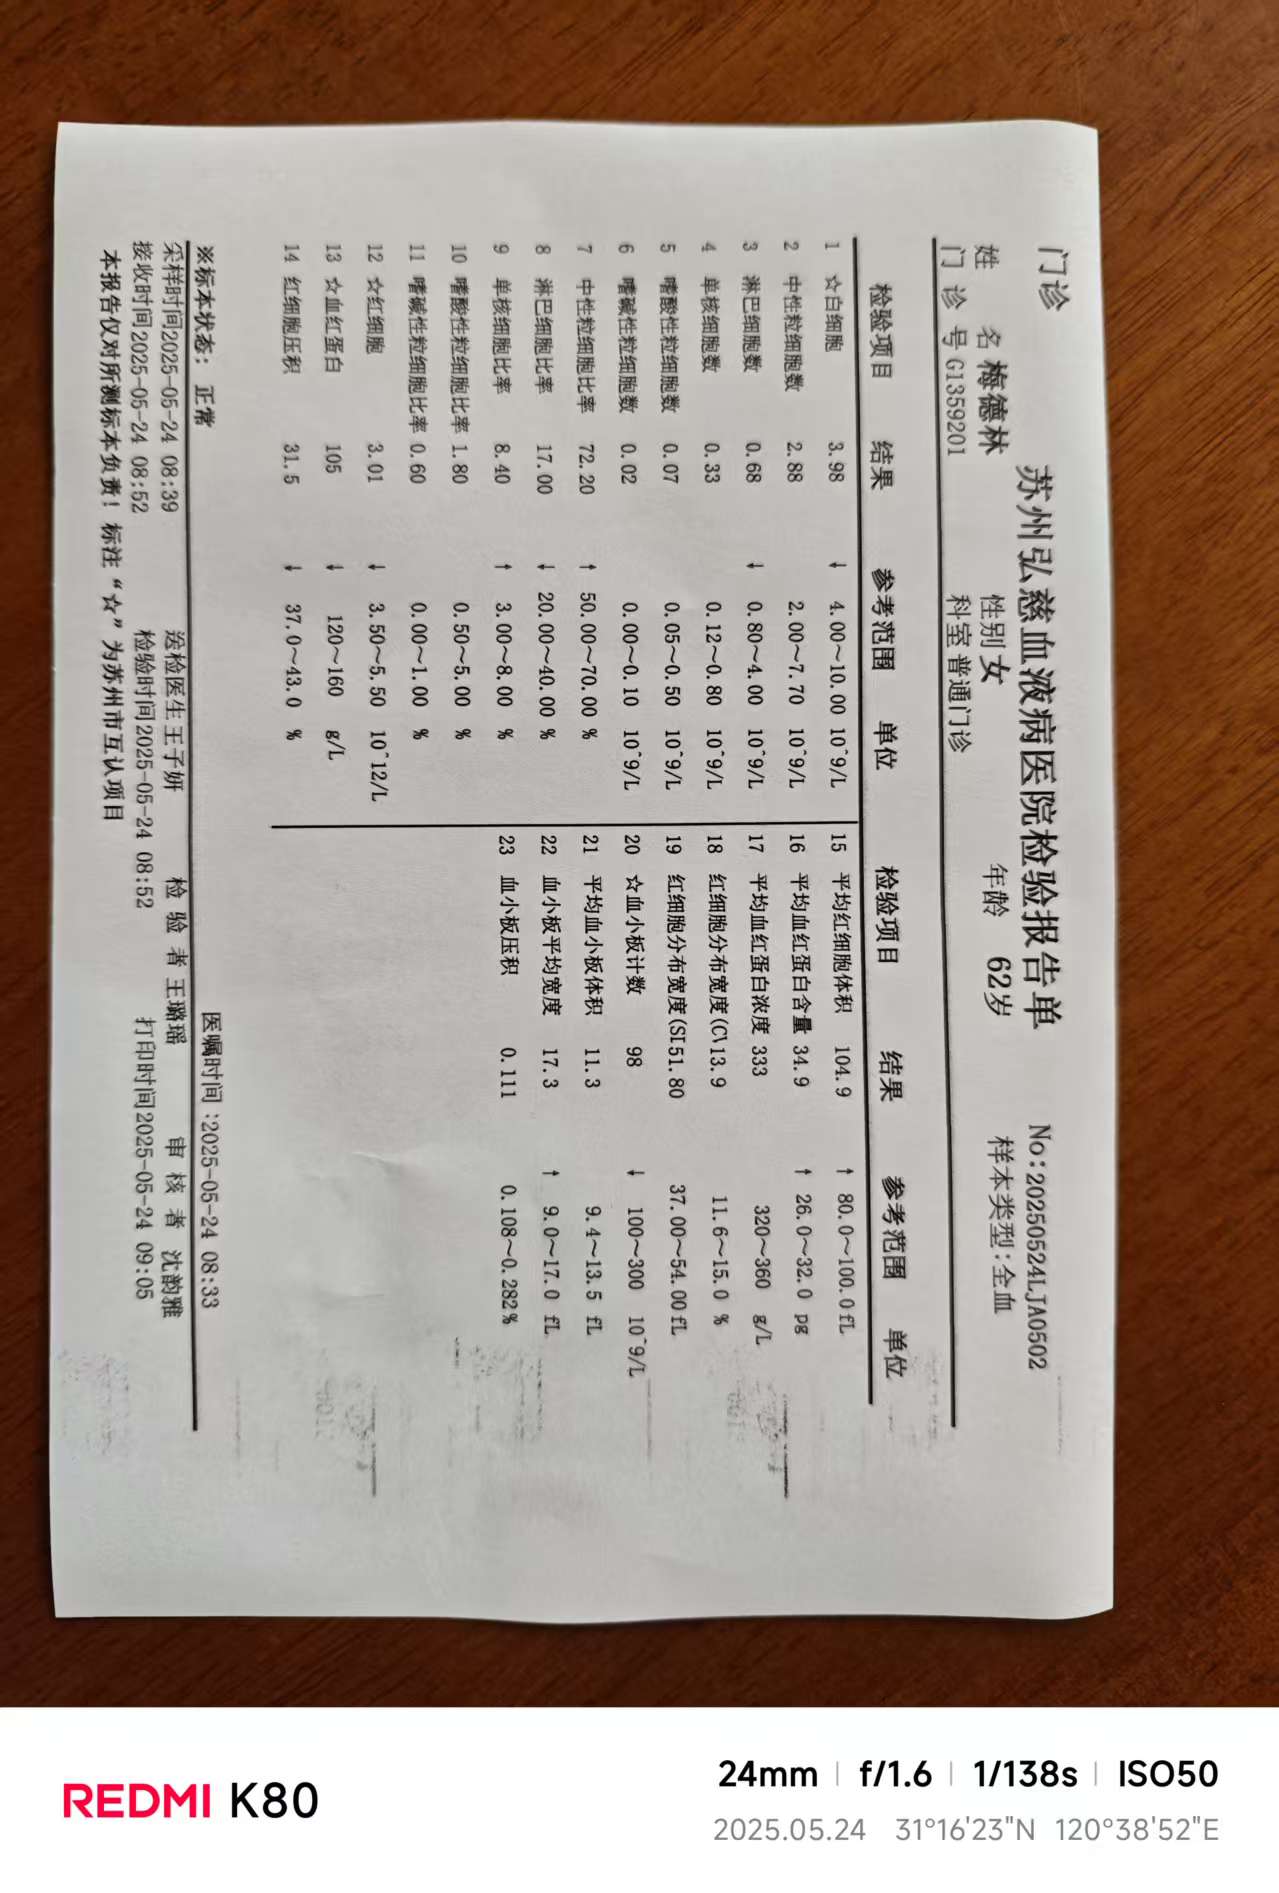 门诊
苏州弘慈血液病医院检验报告单
No:20250524LJA0502
姓 名 梅德林 性别 女 年龄 62岁 样本类型:全血
门 诊 号 G1359201 科室 普通门诊
检验项目 结果 参考范围 单位 检验项目 结果 参考范围 单位
1 ☆白细胞 3.98 ↓ 4.00~10.00 10^9/L 15 平均红细胞体积 104.9 ↑ 80.0~100.0 fL
2 中性粒细胞数 2.88 2.00~7.70 10^9/L 16 平均血红蛋白含量 34.9 ↑ 26.0~32.0 pg
3 淋巴细胞数 0.68 ↓ 0.80~4.00 10^9/L 17 平均血红蛋白浓度 333 320~360 g/L
4 单核细胞数 0.33 0.12~0.80 10^9/L 18 红细胞分布宽度(CV 13.9 11.6~15.0 %
5 嗜酸性粒细胞数 0.07 0.05~0.50 10^9/L 19 红细胞分布宽度(SD 51.80 37.00~54.00 fL
6 嗜碱性粒细胞数 0.02 0.00~0.10 10^9/L 20 ☆血小板计数 98 ↓ 100~300 10^9/L
7 中性粒细胞比率 72.20 ↑ 50.00~70.00 % 21 平均血小板体积 11.3 9.4~13.5 fL
8 淋巴细胞比率 17.00 ↓ 20.00~40.00 % 22 血小板平均宽度 17.3 ↑ 9.0~17.0 fL
9 单核细胞比率 8.40 ↑ 3.00~8.00 % 23 血小板压积 0.111 0.108~0.282 %
10 嗜酸性粒细胞比率 1.80 0.50~5.00 %
11 嗜碱性粒细胞比率 0.60 0.00~1.00 %
12 ☆红细胞 3.01 ↓ 3.50~5.50 10^12/L
13 ☆血红蛋白 105 ↓ 120~160 g/L
14 红细胞压积 31.5 ↓ 37.0~43.0 %
※标本状态： 正常 医嘱时间:2025-05-24 08:33
采样时间2025-05-24 08:39 送检医生 王子妍 检 验 者 王璐瑶 审 核 者 沈韵雅
接收时间2025-05-24 08:52 检验时间2025-05-24 08:52 打印时间2025-05-24 09:05
本报告仅对所测标本负责！标注“☆”为苏州市互认项目
REDMI K80
24mm | f/1.6 | 1/138s | ISO50
2025.05.24 31°16'23"N 120°38'52"E